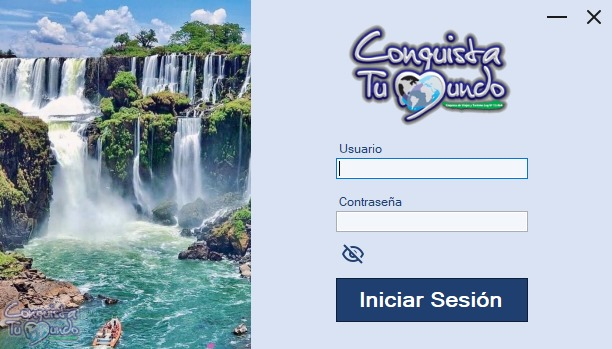 Conquista
Tu Mundo
Usuario
Contraseña
Iniciar Sesión
Conquista
Tu Mundo